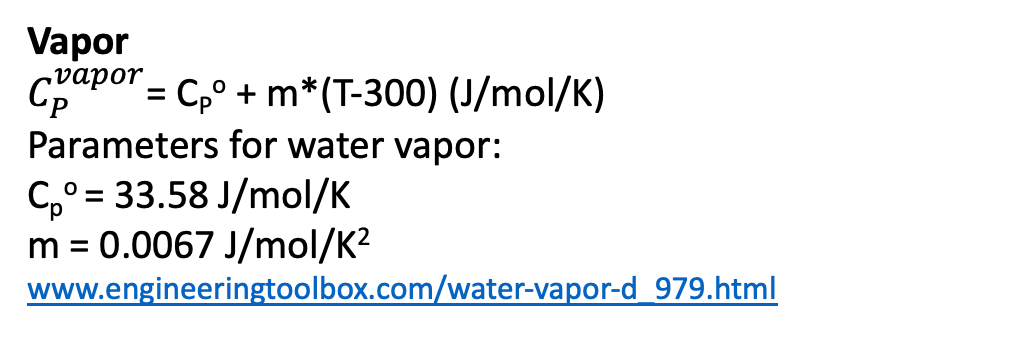 Vapor
C_P^vapor = C_P° + m*(T-300) (J/mol/K)
Parameters for water vapor:
C_p° = 33.58 J/mol/K
m = 0.0067 J/mol/K²
www.engineeringtoolbox.com/water-vapor-d_979.html